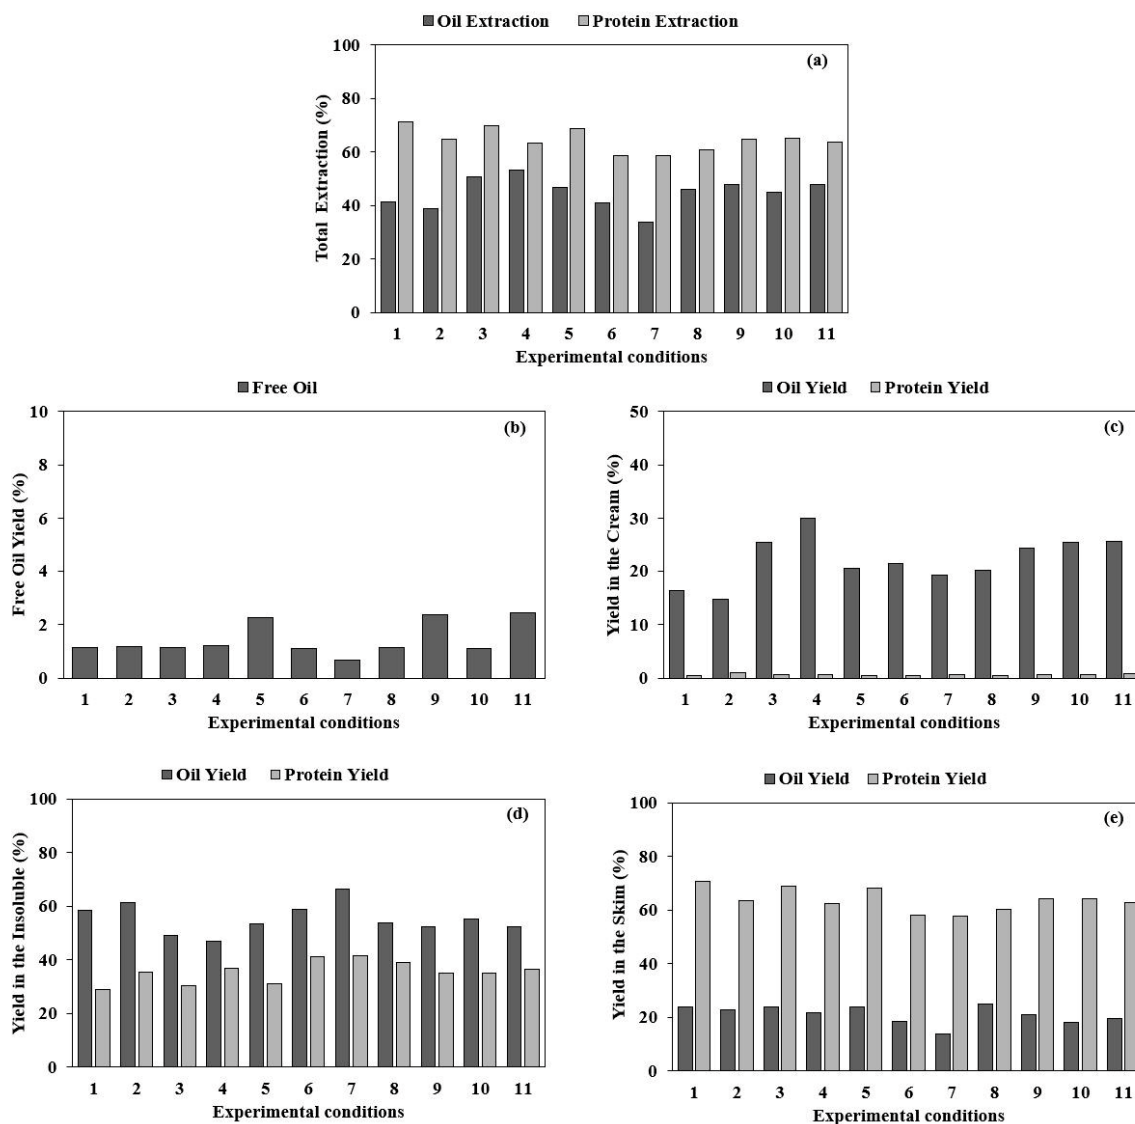 Oil Extraction Protein Extraction
(a)
Total Extraction (%)
100
80
60
40
20
0
1 2 3 4 5 6 7 8 9 10 11
Experimental conditions
Free Oil
(b)
Free Oil Yield (%)
10
8
6
4
2
0
1 2 3 4 5 6 7 8 9 10 11
Experimental conditions
Oil Yield Protein Yield
(c)
Yield in the Cream (%)
50
40
30
20
10
0
1 2 3 4 5 6 7 8 9 10 11
Experimental conditions
Oil Yield Protein Yield
(d)
Yield in the Insoluble (%)
100
80
60
40
20
0
1 2 3 4 5 6 7 8 9 10 11
Experimental conditions
Oil Yield Protein Yield
(e)
Yield in the Skim (%)
100
80
60
40
20
0
1 2 3 4 5 6 7 8 9 10 11
Experimental conditions